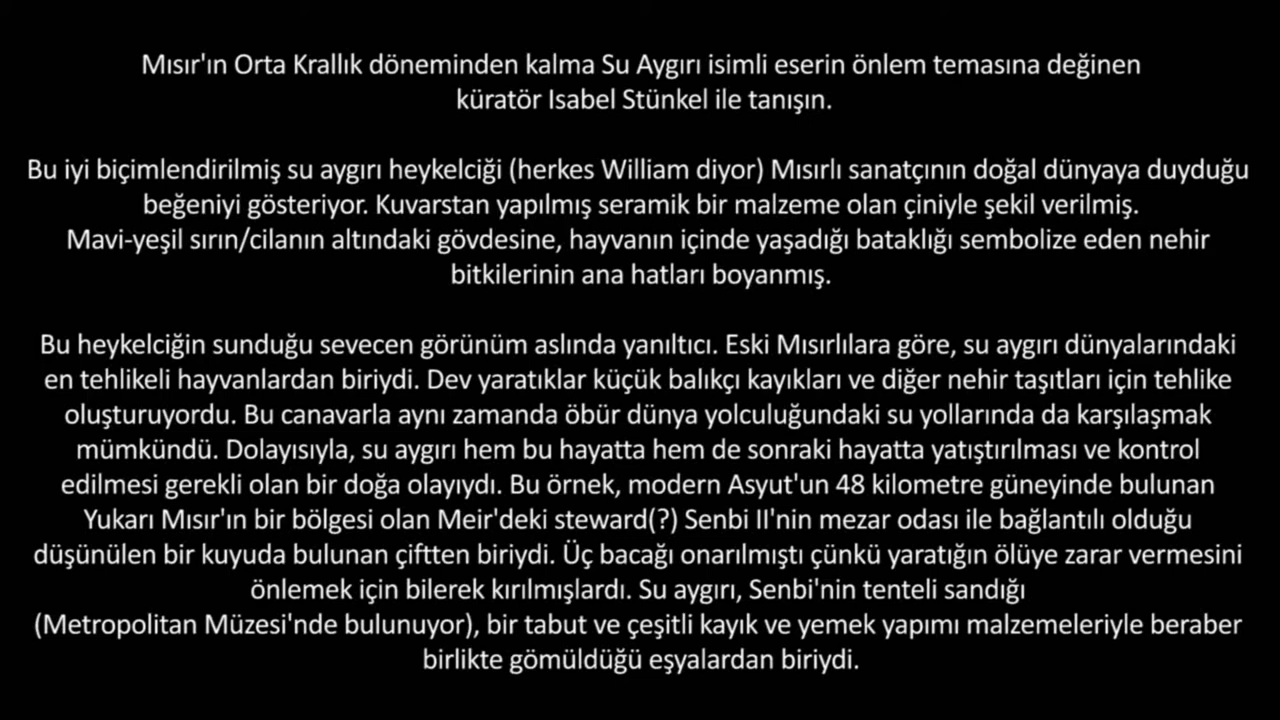 Mısır'ın Orta Krallık döneminden kalma Su Aygırı isimli eserin önlem temasına değinen
küratör Isabel Stünkel ile tanışın.
Bu iyi biçimlendirilmiş su aygırı heykelciği (herkes William diyor) Mısırlı sanatçının doğal dünyaya duyduğu
beğeniyi gösteriyor. Kuvarstan yapılmış seramik bir malzeme olan çiniyle şekil verilmiş.
Mavi-yeşil sırın/cilanın altındaki gövdesine, hayvanın içinde yaşadığı bataklığı sembolize eden nehir
bitkilerinin ana hatları boyanmış.
Bu heykelciğin sunduğu sevecen görünüm aslında yanıltıcı. Eski Mısırlılara göre, su aygırı dünyalarındaki
en tehlikeli hayvanlardan biriydi. Dev yaratıklar küçük balıkçı kayıkları ve diğer nehir taşıtları için tehlike
oluşturuyordu. Bu canavarla aynı zamanda öbür dünya yolculuğundaki su yollarında da karşılaşmak
mümkündü. Dolayısıyla, su aygırı hem bu hayatta hem de sonraki hayatta yatıştırılması ve kontrol
edilmesi gerekli olan bir doğa olayıydı. Bu örnek, modern Asyut'un 48 kilometre güneyinde bulunan
Yukarı Mısır'ın bir bölgesi olan Meir'deki steward(?) Senbi II'nin mezar odası ile bağlantılı olduğu
düşünülen bir kuyuda bulunan çiftten biriydi. Üç bacağı onarılmıştı çünkü yaratığın ölüye zarar vermesini
önlemek için bilerek kırılmışlardı. Su aygırı, Senbi'nin tenteli sandığı
(Metropolitan Müzesi'nde bulunuyor), bir tabut ve çeşitli kayık ve yemek yapımı malzemeleriyle beraber
birlikte gömüldüğü eşyalardan biriydi.